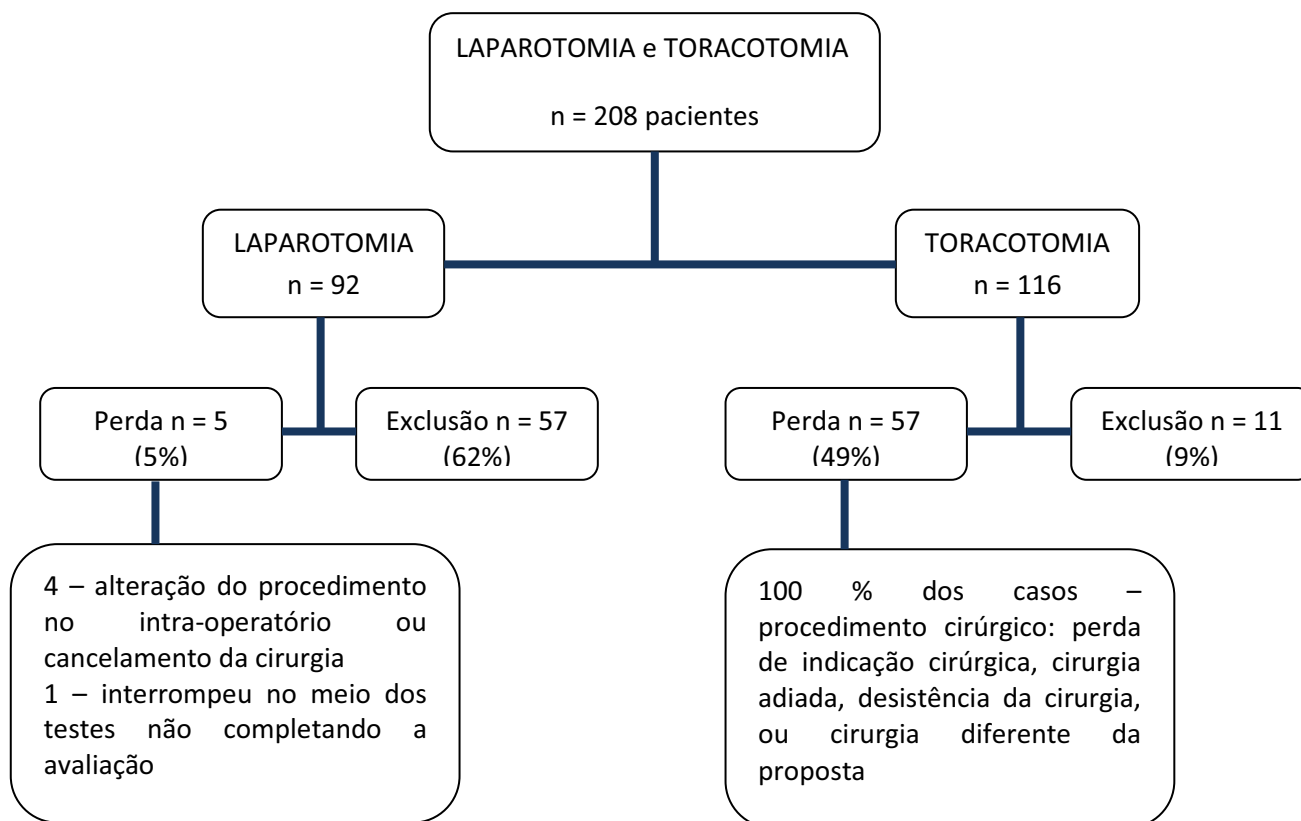 LAPAROTOMIA e TORACOTOMIA
n = 208 pacientes
LAPAROTOMIA
n = 92
TORACOTOMIA
n = 116
Perda n = 5
(5%)
Exclusão n = 57
(62%)
Perda n = 57
(49%)
Exclusão n = 11
(9%)
4 – alteração do procedimento
no intra-operatório ou
cancelamento da cirurgia
1 – interrompeu no meio dos
testes não completando a
avaliação
100 % dos casos –
procedimento cirúrgico: perda
de indicação cirúrgica, cirurgia
adiada, desistência da cirurgia,
ou cirurgia diferente da
proposta